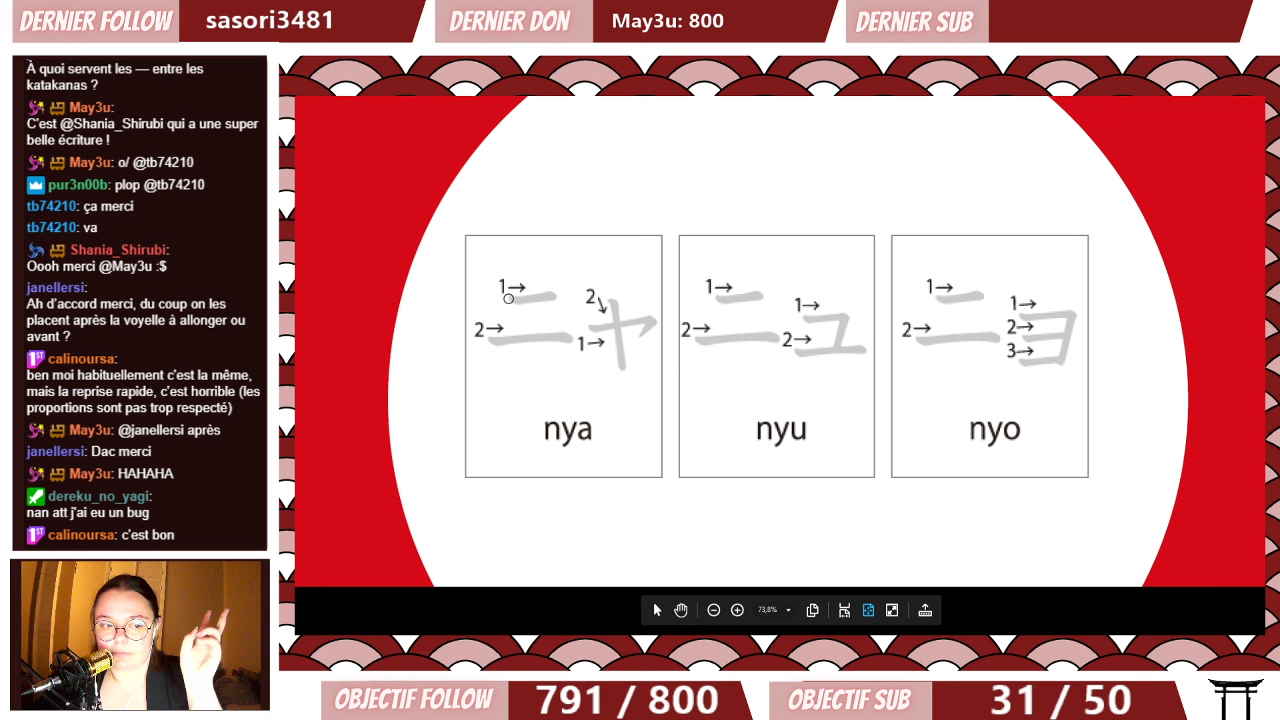 DERNIER FOLLOW
sasori3481
DERNIER DON
May3u: 800
DERNIER SUB
À quoi servent les — entre les
katakanas ?
May3u:
C'est @Shania_Shirubi qui a une super
belle écriture !
May3u: o/ @tb74210
pur3n00b: plop @tb74210
tb74210: ça merci
tb74210: va
Shania_Shirubi:
Oooh merci @May3u :$
janellersi:
Ah d'accord merci, du coup on les
placent après la voyelle à allonger ou
avant ?
1ST calinoursa:
ben moi habituellement c'est la même,
mais la reprise rapide, c'est horrible (les
proportions sont pas trop respecté)
May3u: @janellersi après
janellersi: Dac merci
May3u: HAHAHA
dereku_no_yagi:
nan att j'ai eu un bug
1ST calinoursa: c'est bon
1→ 2→ ニ 1→ 2↘ ャ
nya
1→ 2→ ニ 1→ 2→ ュ
nyu
1→ 2→ ニ 1→ 2→ 3→ ョ
nyo
73,8%
OBJECTIF FOLLOW
791 / 800
OBJECTIF SUB
31 / 50